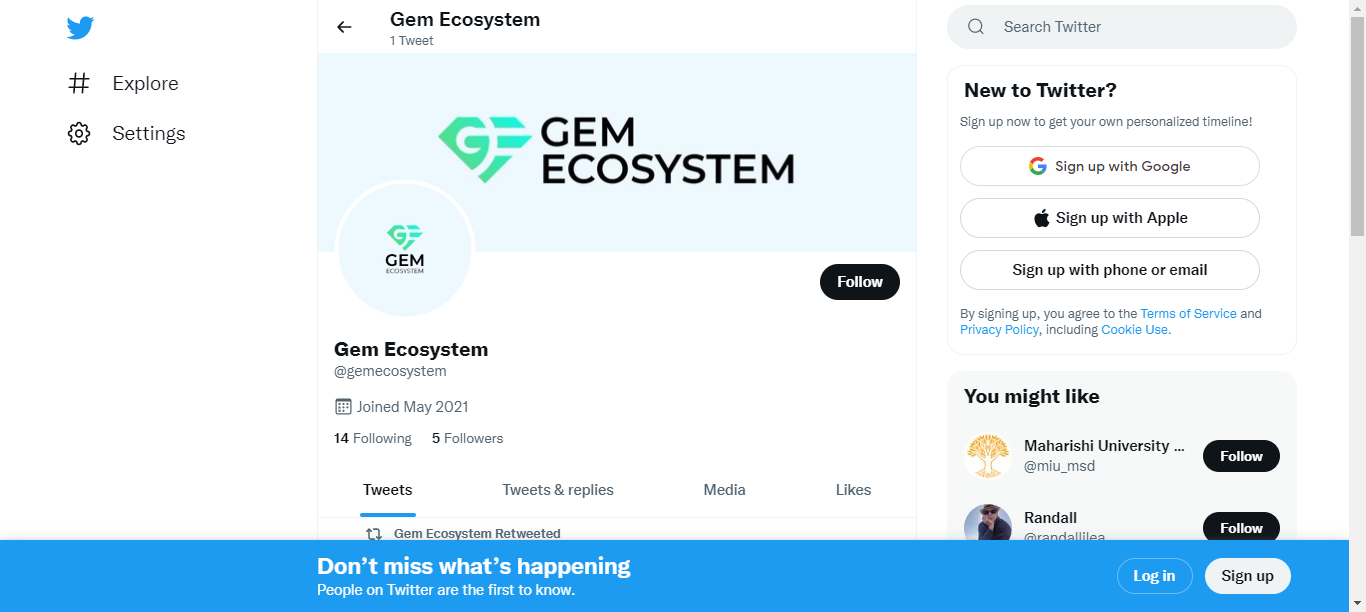 Explore
Settings
Gem Ecosystem
1 Tweet
GEM
ECOSYSTEM
GEM
ECOSYSTEM
Follow
Gem Ecosystem
@gemecosystem
Joined May 2021
14 Following 5 Followers
Tweets Tweets & replies Media Likes
Gem Ecosystem Retweeted
Search Twitter
New to Twitter?
Sign up now to get your own personalized timeline!
Sign up with Google
Sign up with Apple
Sign up with phone or email
By signing up, you agree to the Terms of Service and
Privacy Policy, including Cookie Use.
You might like
Maharishi University ...
@miu_msd
Follow
Randall
@randallilea
Follow
Don’t miss what’s happening
People on Twitter are the first to know.
Log in
Sign up